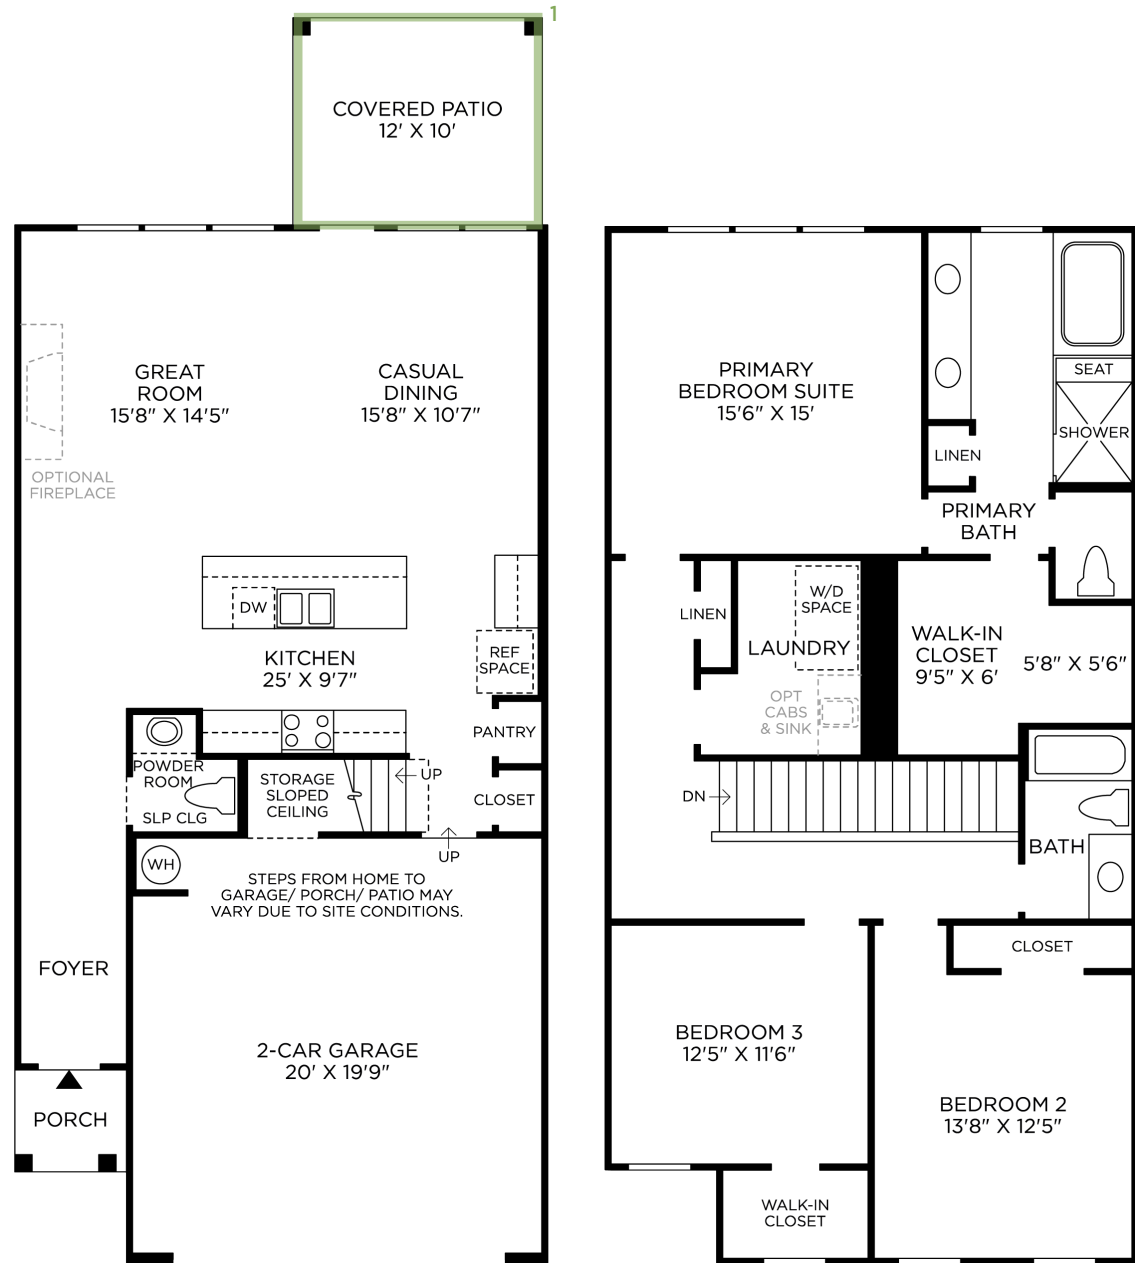 1
COVERED PATIO
12' X 10'
GREAT
ROOM
15'8" X 14'5"
CASUAL
DINING
15'8" X 10'7"
OPTIONAL
FIREPLACE
DW
KITCHEN
25' X 9'7"
REF
SPACE
PANTRY
POWDER
ROOM
SLP CLG
STORAGE
SLOPED
CEILING
UP
CLOSET
UP
WH
STEPS FROM HOME TO
GARAGE/ PORCH/ PATIO MAY
VARY DUE TO SITE CONDITIONS.
FOYER
2-CAR GARAGE
20' X 19'9"
PORCH
PRIMARY
BEDROOM SUITE
15'6" X 15'
SEAT
SHOWER
LINEN
PRIMARY
BATH
LINEN
W/D
SPACE
LAUNDRY
OPT
CABS
& SINK
WALK-IN
CLOSET
9'5" X 6'
5'8" X 5'6"
DN
BATH
CLOSET
BEDROOM 3
12'5" X 11'6"
BEDROOM 2
13'8" X 12'5"
WALK-IN
CLOSET